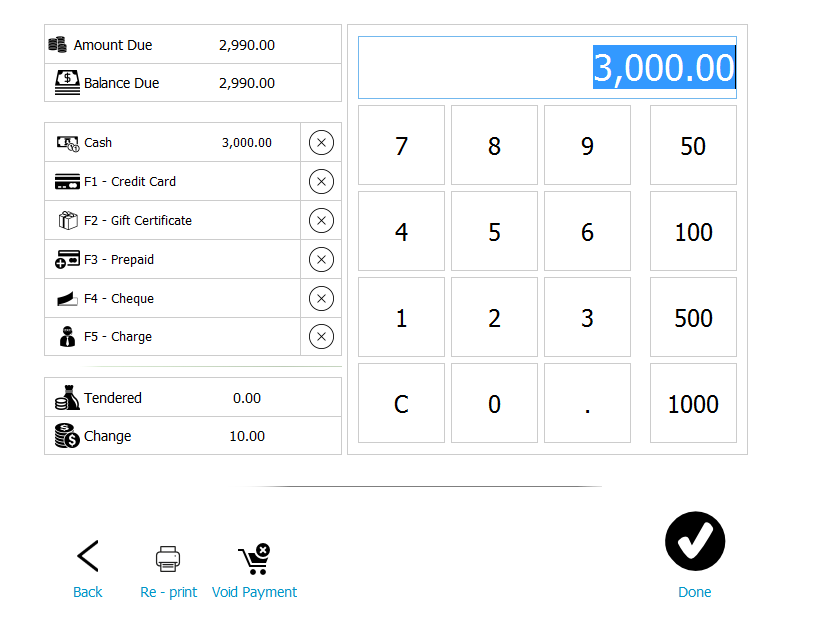 Amount Due 2,990.00
Balance Due 2,990.00
3,000.00
Cash 3,000.00
F1 - Credit Card
F2 - Gift Certificate
F3 - Prepaid
F4 - Cheque
F5 - Charge
Tendered 0.00
Change 10.00
7 8 9 50
4 5 6 100
1 2 3 500
C 0 . 1000
Back Re - print Void Payment Done